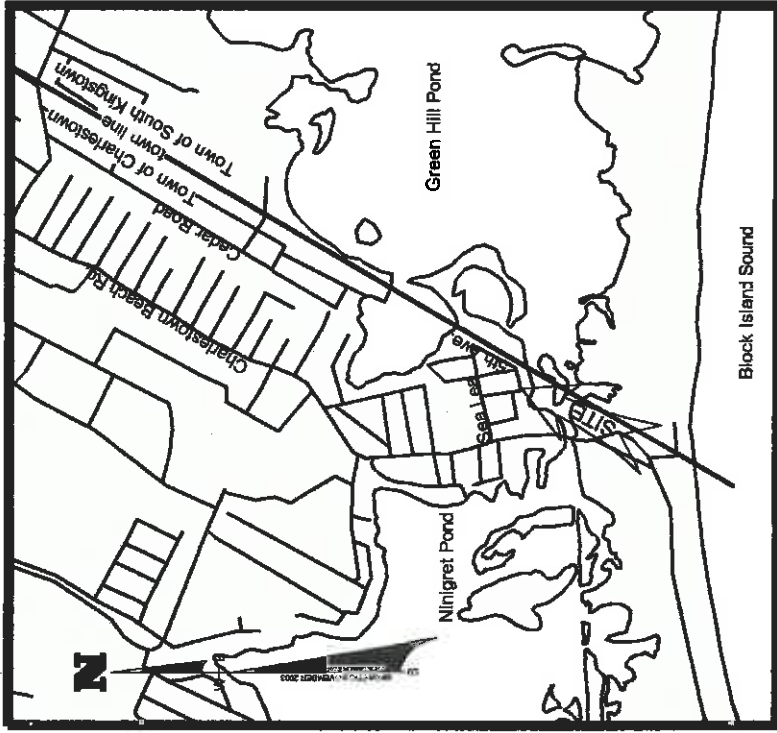 Town of South Kingstown
town line
Town of Charlestown
Cedar Road
Charlestown Beach Rd
Green Hill Pond
Sea Lea
Ninigret Pond
SITE
Block Island Sound
N